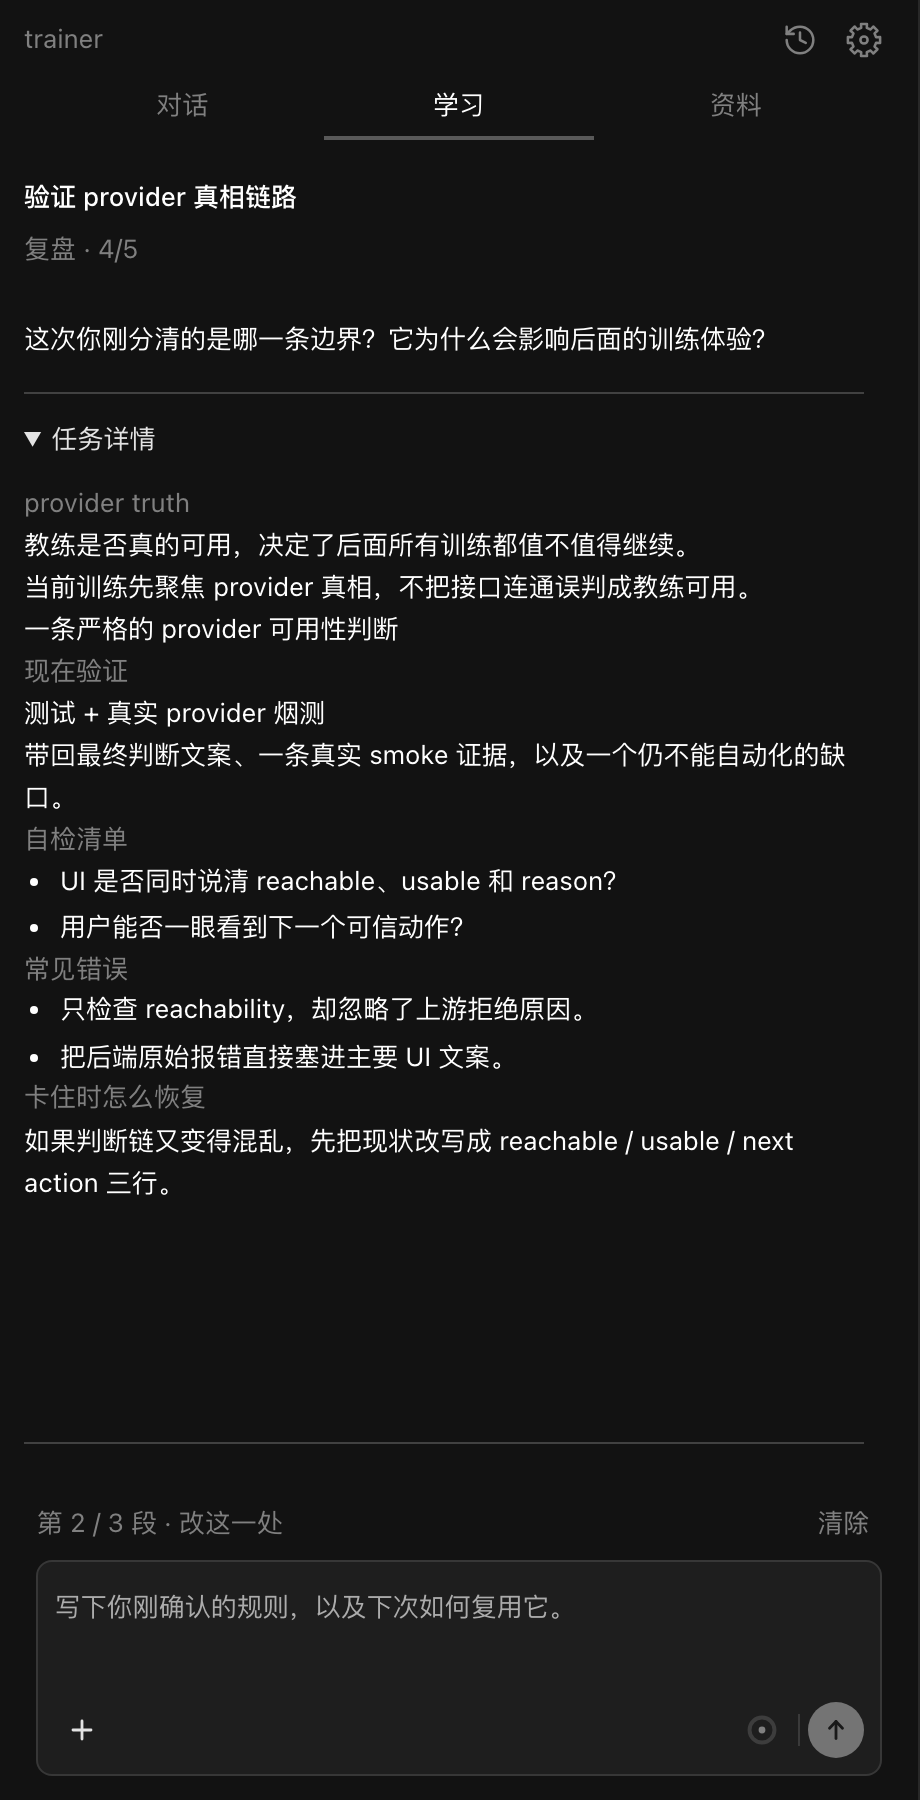 trainer
对话
学习
资料
验证 provider 真相链路
复盘 · 4/5
这次你刚分清的是哪一条边界？它为什么会影响后面的训练体验？
▼ 任务详情
provider truth
教练是否真的可用，决定了后面所有训练都值不值得继续。
当前训练先聚焦 provider 真相，不把接口连通误判成教练可用。
一条严格的 provider 可用性判断
现在验证
测试 + 真实 provider 烟测
带回最终判断文案、一条真实 smoke 证据，以及一个仍不能自动化的缺
口。
自检清单
• UI 是否同时说清 reachable、usable 和 reason？
• 用户能否一眼看到下一个可信动作？
常见错误
• 只检查 reachability，却忽略了上游拒绝原因。
• 把后端原始报错直接塞进主要 UI 文案。
卡住时怎么恢复
如果判断链又变得混乱，先把现状改写成 reachable / usable / next
action 三行。
第 2 / 3 段 · 改这一处
清除
写下你刚确认的规则，以及下次如何复用它。